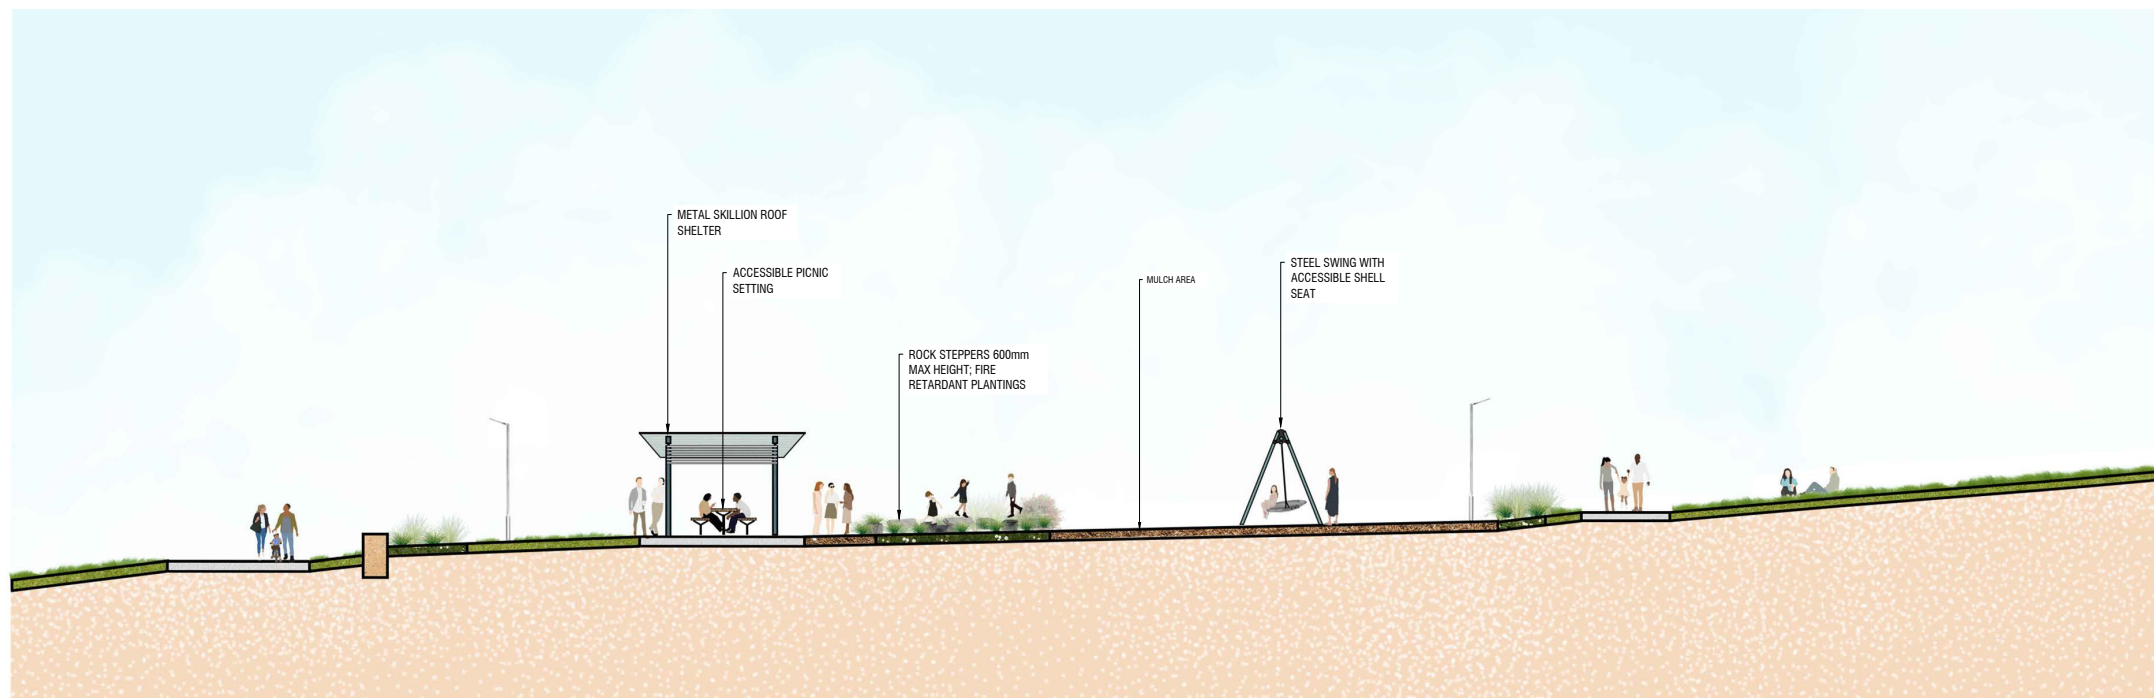 METAL SKILLION ROOF
SHELTER
ACCESSIBLE PICNIC
SETTING
ROCK STEPPERS 600mm
MAX HEIGHT; FIRE
RETARDANT PLANTINGS
MULCH AREA
STEEL SWING WITH
ACCESSIBLE SHELL
SEAT